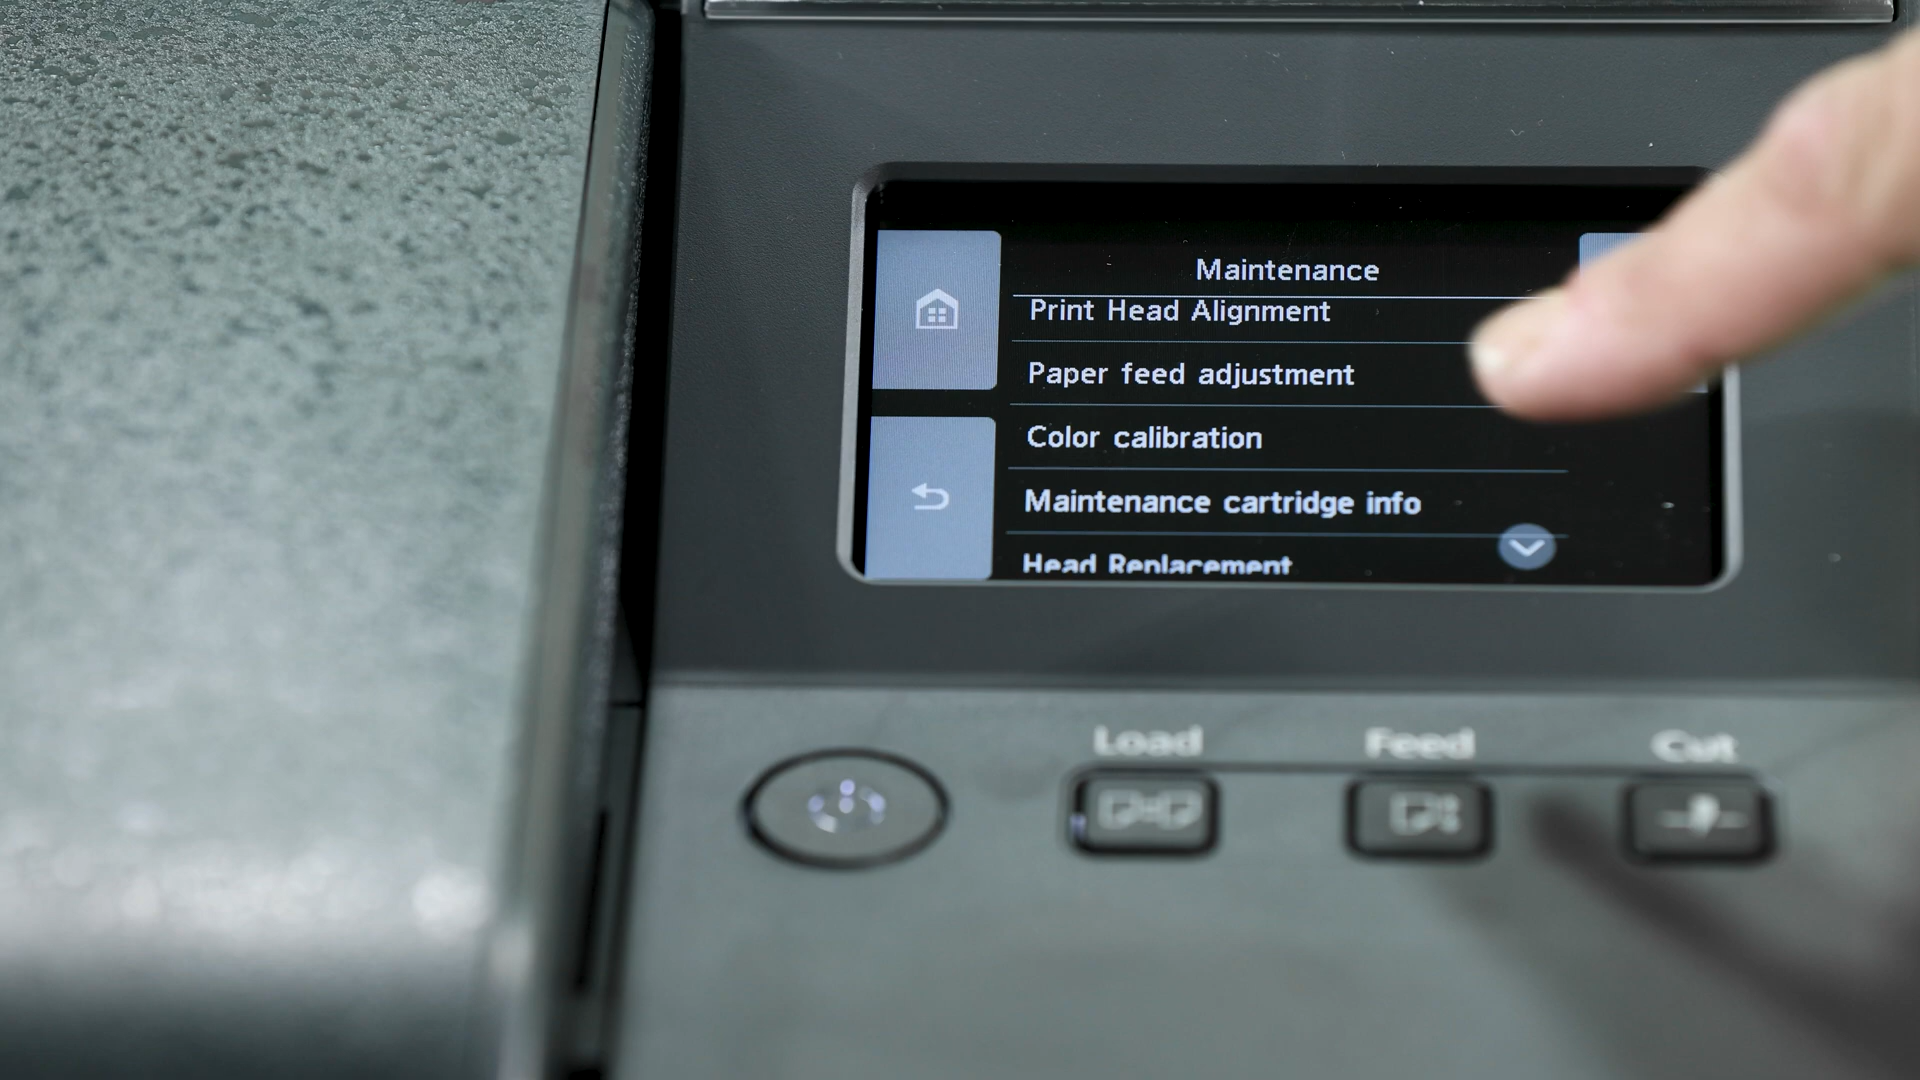 Maintenance
Print Head Alignment
Paper feed adjustment
Color calibration
Maintenance cartridge info
Head Replacement
Load
Feed
Cut